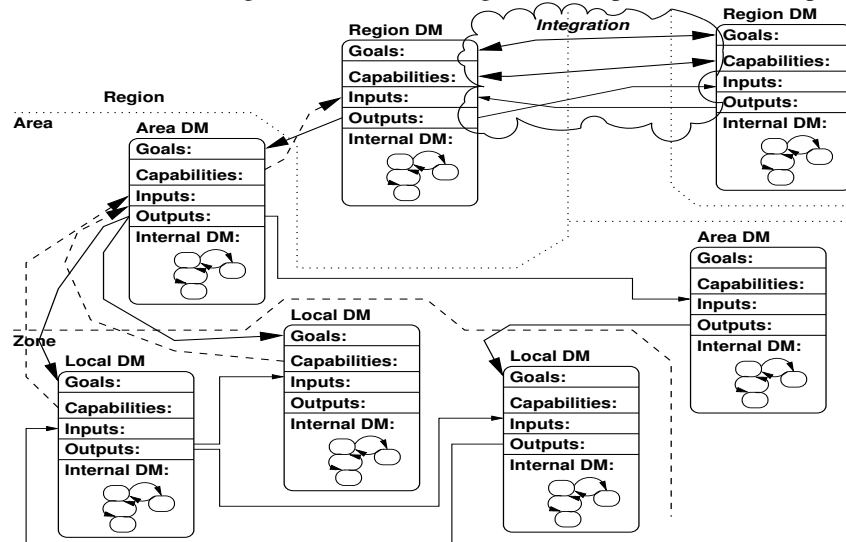 Region DM
Goals:
Capabilities:
Inputs:
Outputs:
Internal DM:
Integration
Region DM
Goals:
Capabilities:
Inputs:
Outputs:
Internal DM:
Region
Area
Area DM
Goals:
Capabilities:
Inputs:
Outputs:
Internal DM:
Area DM
Goals:
Capabilities:
Inputs:
Outputs:
Internal DM:
Zone
Local DM
Goals:
Capabilities:
Inputs:
Outputs:
Internal DM:
Local DM
Goals:
Capabilities:
Inputs:
Outputs:
Internal DM:
Local DM
Goals:
Capabilities:
Inputs:
Outputs:
Internal DM: